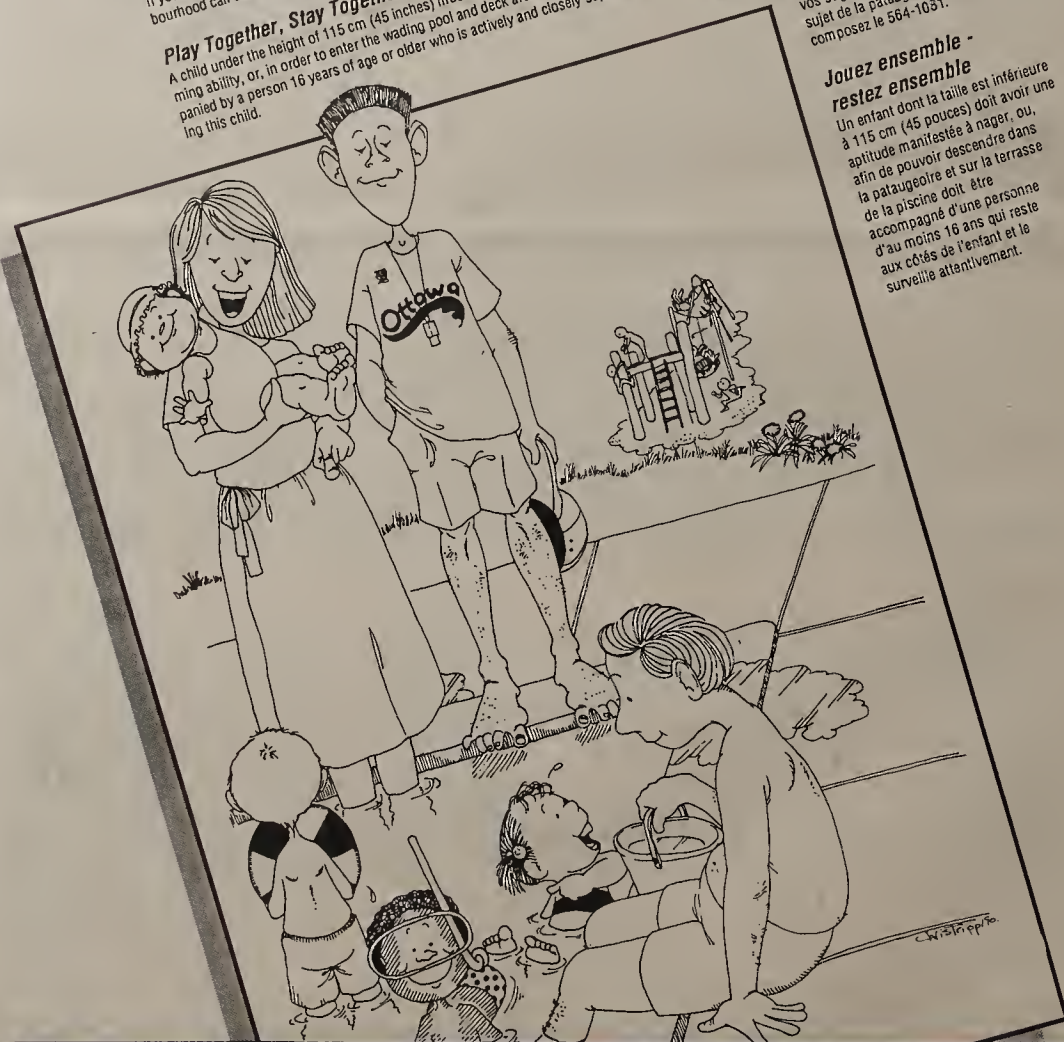 bourhood can
Play Together, Stay Together
A child under the height of 115 cm (45 inches)
ming ability, or, in order to enter the wading pool and deck
panied by a person 16 years of age or older who is actively and closely
ing this child.
sujet de la
composez le 564-1031.
Jouez ensemble -
restez ensemble
Un enfant dont la taille est inférieure
à 115 cm (45 pouces) doit avoir une
aptitude manifestée à nager, ou,
afin de pouvoir descendre dans
la pataugeoire et sur la terrasse
de la piscine doit être
accompagné d'une personne
d'au moins 16 ans qui reste
aux côtés de l'enfant et le
surveille attentivement.
Ottawa